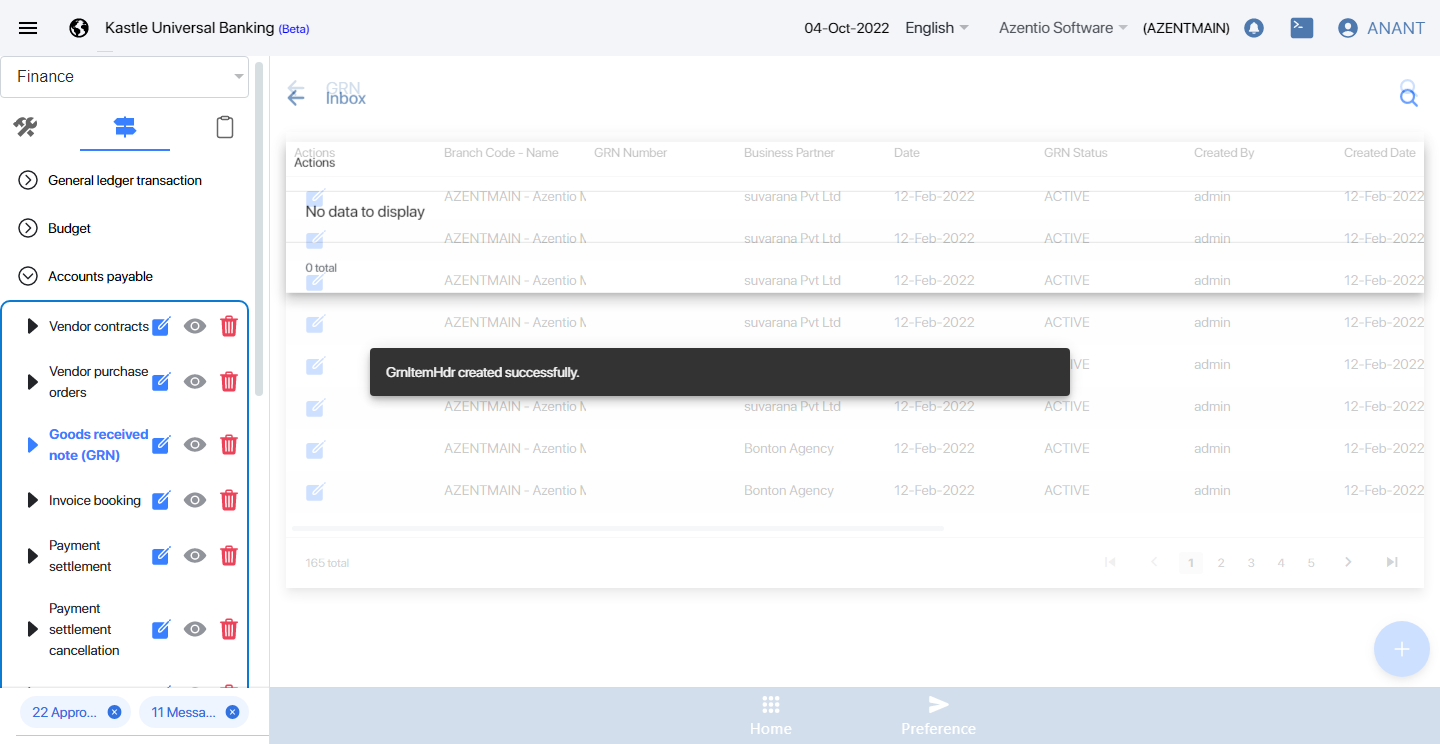 Kastle Universal Banking (Beta)
04-Oct-2022 English Azentio Software (AZENTMAIN) ANANT
Finance
General ledger transaction
Budget
Accounts payable
Vendor contracts
Vendor purchase
orders
Goods received
note (GRN)
Invoice booking
Payment
settlement
Payment
settlement
cancellation
22 Appro...
11 Messa...
GRN
Inbox
Actions Branch Code - Name GRN Number Business Partner Date GRN Status Created By Created Date
Actions
AZENTMAIN - Azentio M suvarana Pvt Ltd 12-Feb-2022 ACTIVE admin 12-Feb-2022
No data to display
AZENTMAIN - Azentio M suvarana Pvt Ltd 12-Feb-2022 ACTIVE admin 12-Feb-2022
0 total
AZENTMAIN - Azentio M suvarana Pvt Ltd 12-Feb-2022 ACTIVE admin 12-Feb-2022
AZENTMAIN - Azentio M suvarana Pvt Ltd 12-Feb-2022 ACTIVE admin 12-Feb-2022
GrnItemHdr created successfully.
admin 12-Feb-2022
AZENTMAIN - Azentio M suvarana Pvt Ltd 12-Feb-2022 ACTIVE admin 12-Feb-2022
AZENTMAIN - Azentio M Bonton Agency 12-Feb-2022 ACTIVE admin 12-Feb-2022
AZENTMAIN - Azentio M Bonton Agency 12-Feb-2022 ACTIVE admin 12-Feb-2022
165 total
1 2 3 4 5
Home Preference